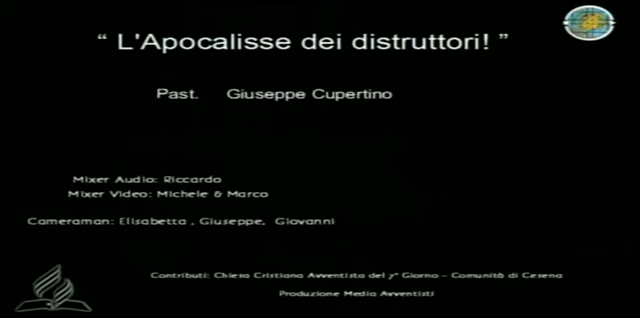 “ L'Apocalisse dei distruttori! ”
Past. Giuseppe Cupertino
Mixer Audio: Riccardo
Mixer Video: Michele & Marco
Cameraman: Elisabetta , Giuseppe, Giovanni
Contributi: Chiesa Cristiana Avventista del 7° Giorno - Comunità di Cesena
Produzione Media Avventisti